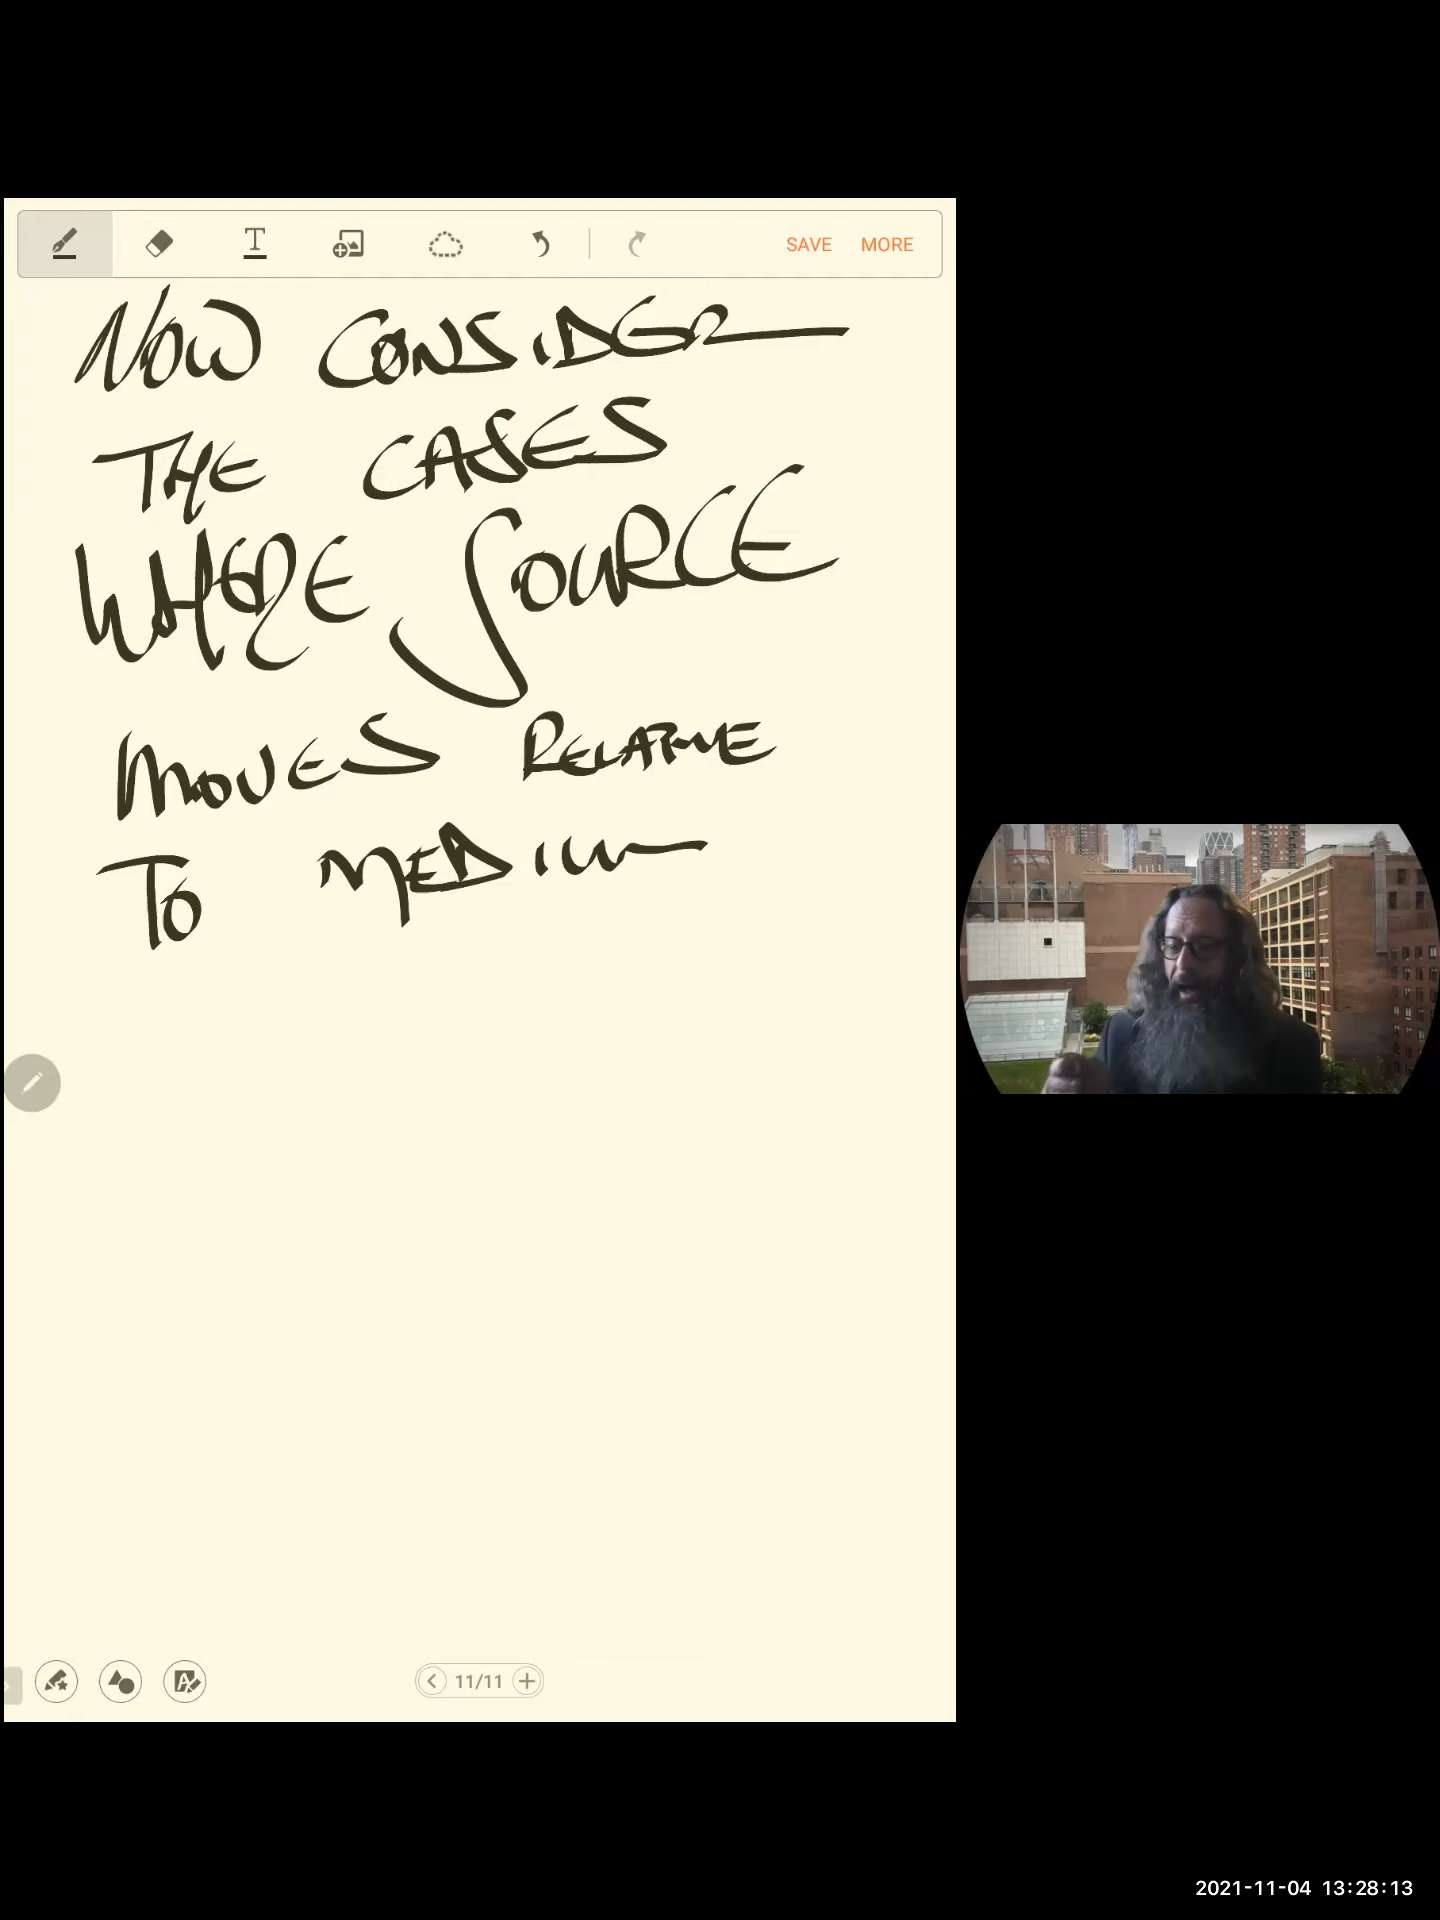 T
SAVE MORE
NOW CONSIDER
THE CASES
WHERE SOURCE
MOVES RELATIVE
TO MEDIUM
A
11/11
2021-11-04 13:28:13